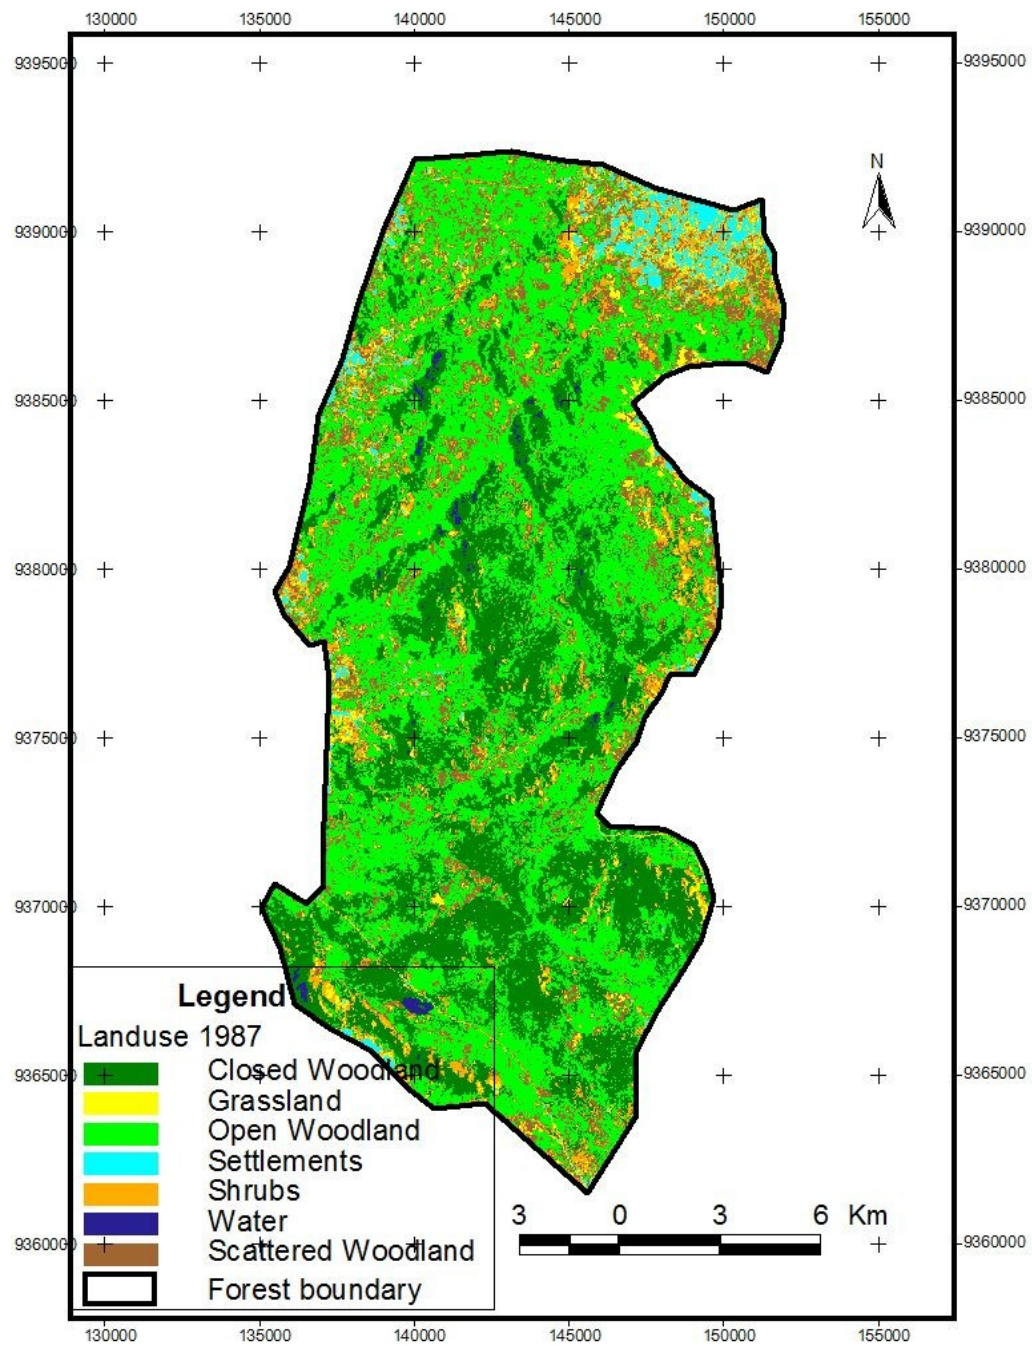 130000 135000 140000 145000 150000 155000
9395000 9395000
N
9390000 9390000
9385000 9385000
9380000 9380000
9375000 9375000
9370000 9370000
Legend
Landuse 1987
Closed Woodland
9365000 9365000
Grassland
Open Woodland
Settlements
Shrubs
Water
3 0 3 6 Km
Scattered Woodland
9360000 9360000
Forest boundary
130000 135000 140000 145000 150000 155000